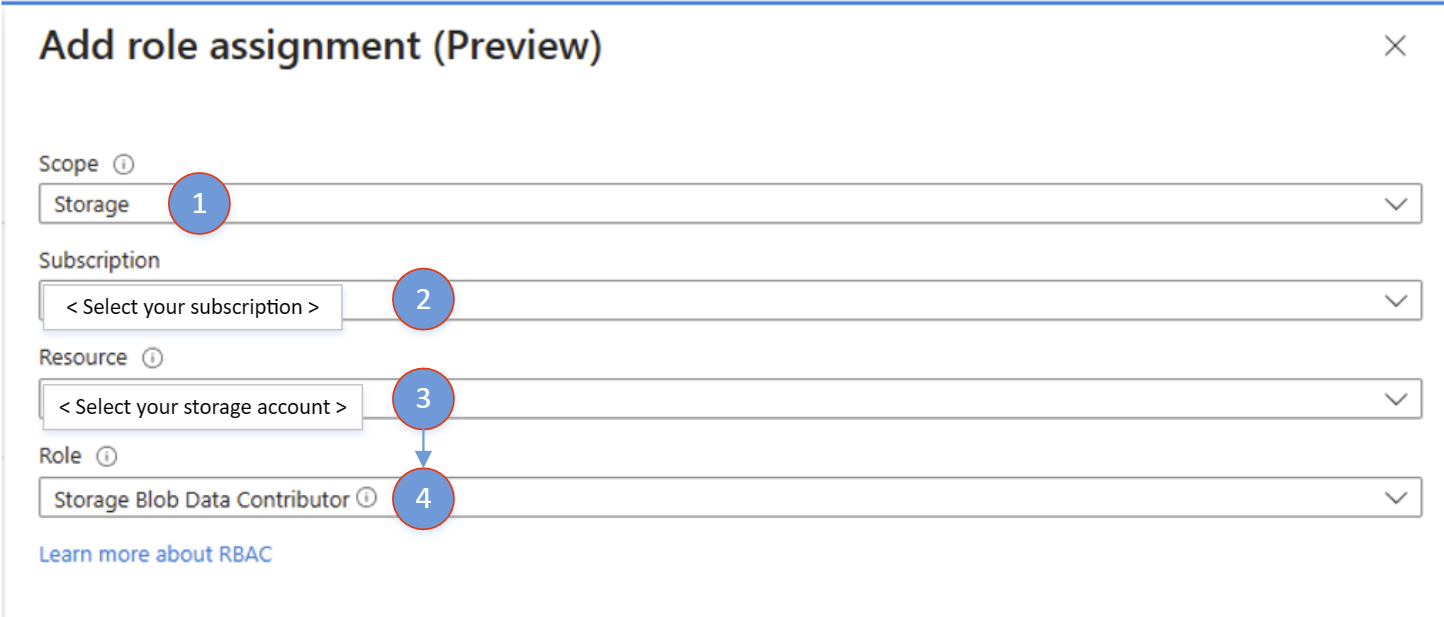 Add role assignment (Preview)
Scope
Storage
1
Subscription
< Select your subscription >
2
Resource
< Select your storage account >
3
Role
Storage Blob Data Contributor
4
Learn more about RBAC